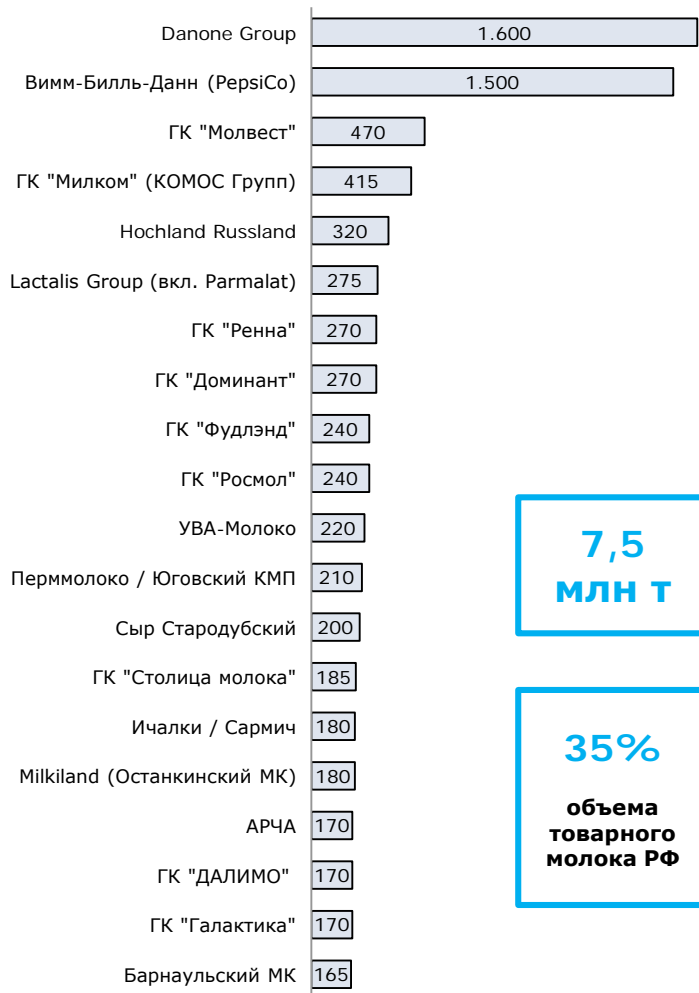 Danone Group 1.600
Вимм-Билль-Данн (PepsiCo) 1.500
ГК "Молвест" 470
ГК "Милком" (КОМОС Групп) 415
Hochland Russland 320
Lactalis Group (вкл. Parmalat) 275
ГК "Ренна" 270
ГК "Доминант" 270
ГК "Фудлэнд" 240
ГК "Росмол" 240
УВА-Молоко 220
Перммолоко / Юговский КМП 210
Сыр Стародубский 200
ГК "Столица молока" 185
Ичалки / Сармич 180
Milkiland (Останкинский МК) 180
АРЧА 170
ГК "ДАЛИМО" 170
ГК "Галактика" 170
Барнаульский МК 165
7,5
млн т
35%
объема
товарного
молока РФ